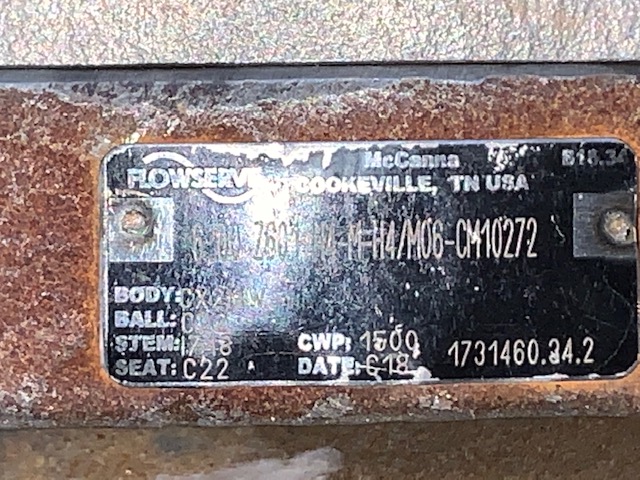 FLOWSERVE McCanna B16.34
COOKEVILLE, TN USA
M-H4/M06-CM10272
BODY:
BALL:
STEM: CWP: 1500
SEAT: C22 DATE: G18 1731460.34.2